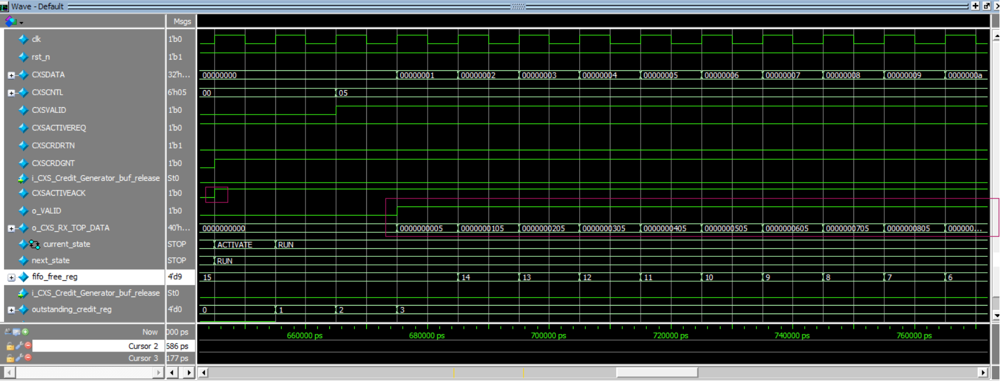 Wave - Default
Msgs
clk 1'b0
rst_n 1'b1
CXSDATA 32'h... 00000000 00000001 00000002 00000003 00000004 00000005 00000006 00000007 00000008 00000009 0000000a
CXSCNTL 6'h05 00 05
CXSVALID 1'b0
CXSACTIVEREQ 1'b0
CXSCRDRTN 1'b1
CXSCRDGNT 1'b0
i_CXS_Credit_Generator_buf_release St0
CXSACTIVEACK 1'b0
o_VALID 1'b0
o_CXS_RX_TOP_DATA 40'h... 0000000000 0000000005 0000000105 0000000205 0000000305 0000000405 0000000505 0000000605 0000000705 0000000805 000000...
current_state STOP ACTIVATE RUN
next_state STOP RUN
fifo_free_reg 4'd9 15 14 13 12 11 10 9 8 7 6
i_CXS_Credit_Generator_buf_release St0
outstanding_credit_reg 4'd0 0 1 2 3
Now 000 ps 660000 ps 680000 ps 700000 ps 720000 ps 740000 ps 760000 ps
Cursor 2 686 ps
Cursor 3 177 ps